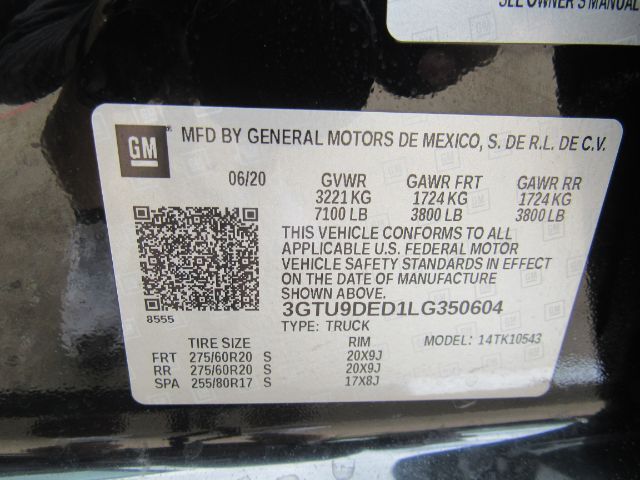 SEE OWNER'S MANUAL
GM
MFD BY GENERAL MOTORS DE MEXICO, S. DE R.L. DE C.V.
06/20 GVWR GAWR FRT GAWR RR
3221 KG 1724 KG 1724 KG
7100 LB 3800 LB 3800 LB
THIS VEHICLE CONFORMS TO ALL
APPLICABLE U.S. FEDERAL MOTOR
VEHICLE SAFETY STANDARDS IN EFFECT
ON THE DATE OF MANUFACTURE
SHOWN ABOVE.
3GTU9DED1LG350604
8555
TYPE: TRUCK MODEL: 14TK10543
TIRE SIZE RIM
FRT 275/60R20 S 20X9J
RR 275/60R20 S 20X9J
SPA 255/80R17 S 17X8J